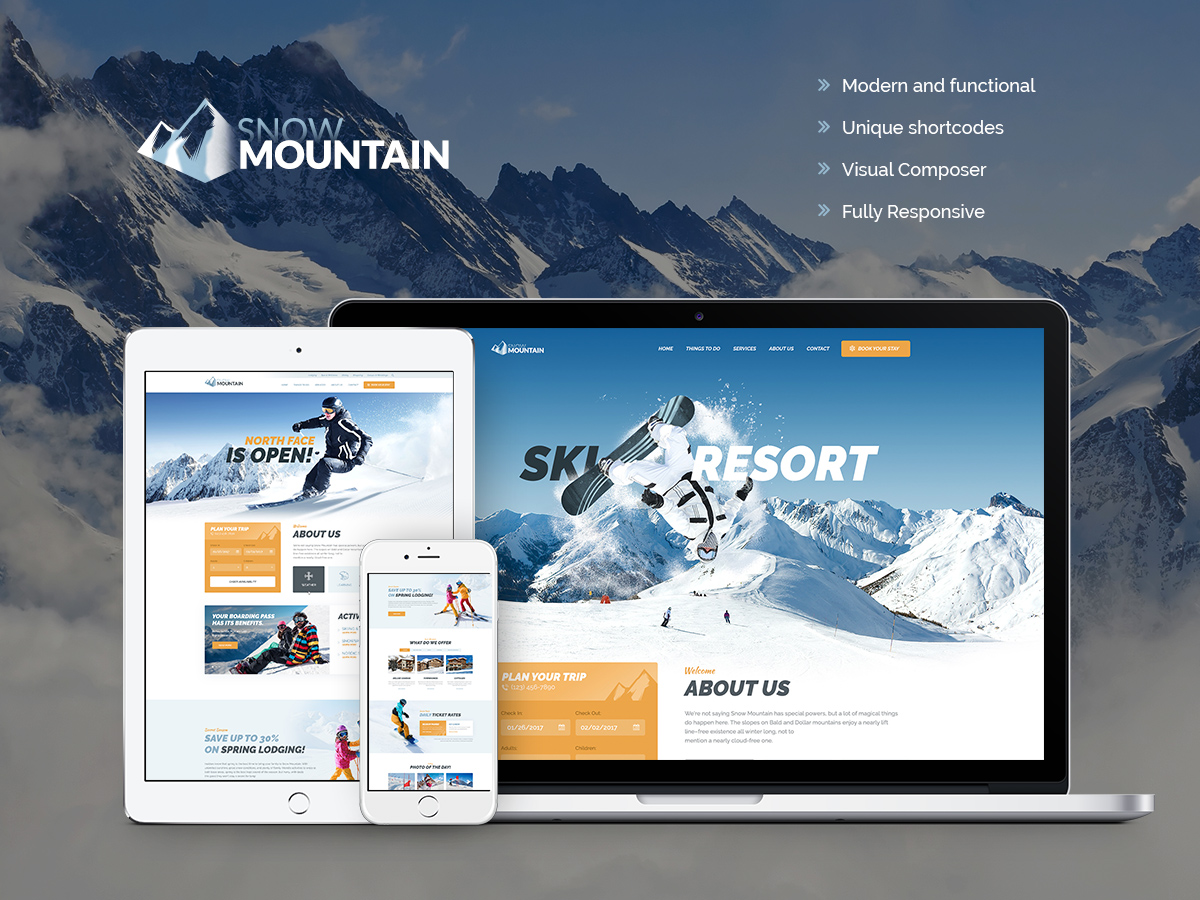 SNOW
MOUNTAIN
Modern and functional
Unique shortcodes
Visual Composer
Fully Responsive
MOUNTAIN
NORTH FACE
IS OPEN!
PLAN YOUR TRIP
Welcome
ABOUT US
CHECK AVAILABILITY
WEATHER
YOUR BOARDING PASS
HAS ITS BENEFITS.
ACTIV
SAVE UP TO 30%
ON SPRING LODGING!
SAVE UP TO 30%
ON SPRING LODGING!
WHAT DO WE OFFER
DAILY TICKET RATES
PHOTO OF THE DAY!
SNOW
MOUNTAIN
HOME THINGS TO DO SERVICES ABOUT US CONTACT BOOK YOUR STAY
SKI RESORT
PLAN YOUR TRIP
(123) 456-7890
Check In: Check Out:
01/26/2017 02/02/2017
Adults: Children:
Welcome
ABOUT US
We're not saying Snow Mountain has special powers, but a lot of magical things
do happen here. The slopes on Bald and Dollar mountains enjoy a nearly lift
line-free existence all winter long, not to
mention a nearly cloud-free one.